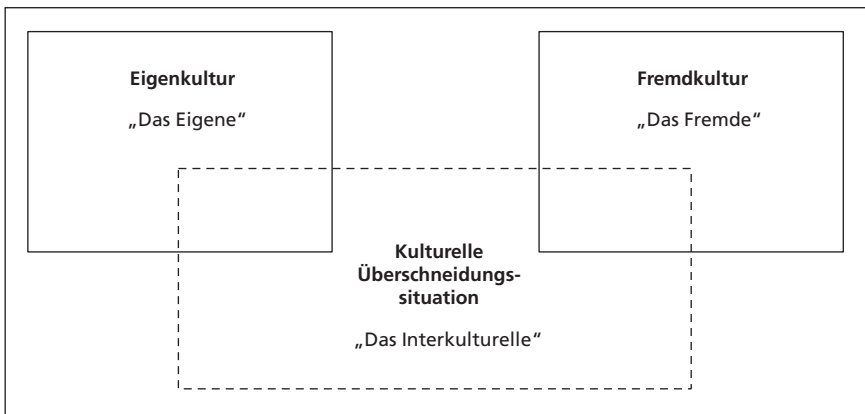 Eigenkultur
„Das Eigene“
Fremdkultur
„Das Fremde“
Kulturelle
Überschneidungs-
situation
„Das Interkulturelle“